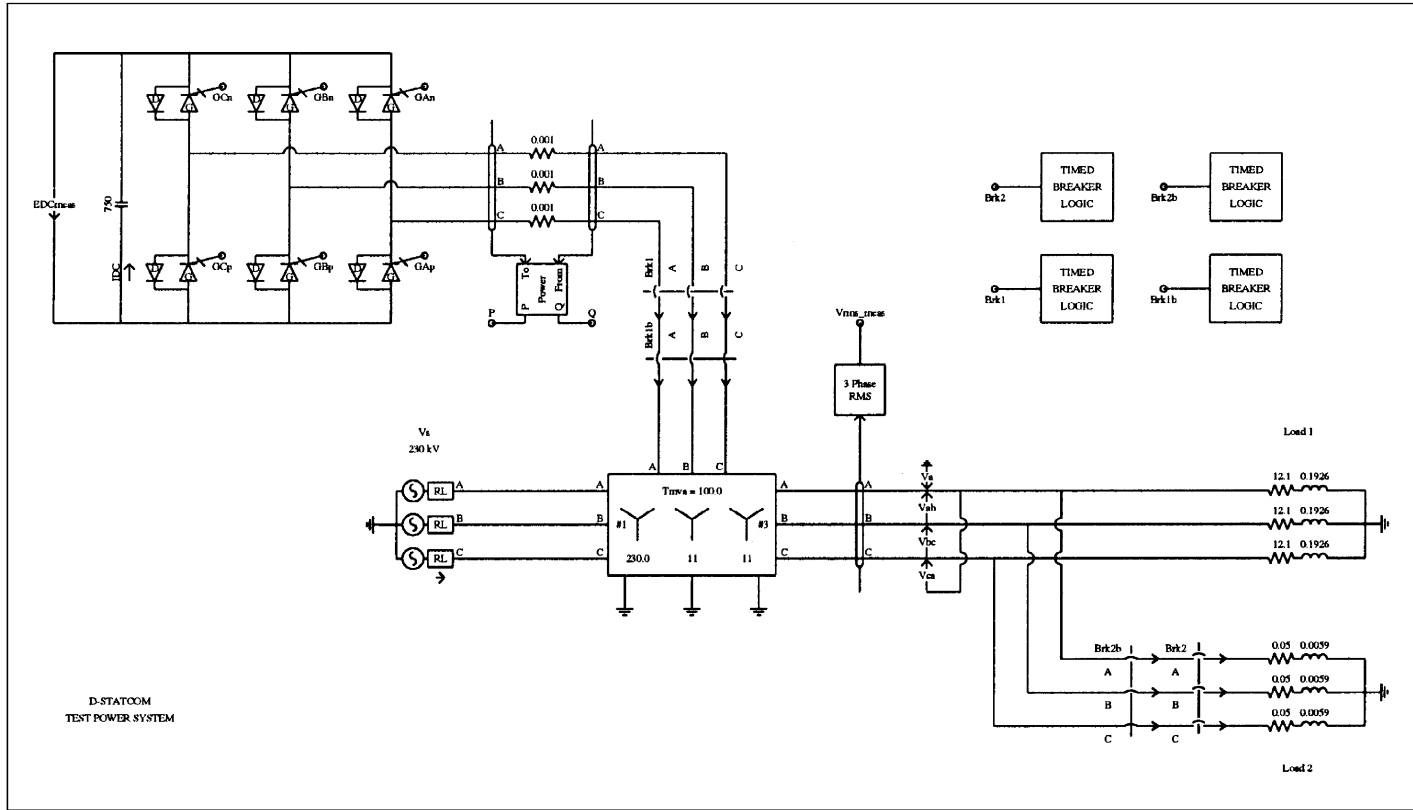 D
G
GCn
D
G
GBn
D
G
GAn
EDCmeas
750
IDC
D
G
GCp
D
G
GBp
D
G
GAp
A
0.001
A
B
0.001
B
C
0.001
C
To
From
Power
P
Q
P
Q
Brk1
A
B
C
Brk1b
A
B
C
TIMED
BREAKER
LOGIC
Brk2
TIMED
BREAKER
LOGIC
Brk2b
TIMED
BREAKER
LOGIC
Brk1
TIMED
BREAKER
LOGIC
Brk1b
Vrms_meas
3 Phase
RMS
Vs
230 kV
RL
A
RL
B
RL
C
A
B
C
A
B
C
Tmva = 100.0
#1
#3
230.0
11
11
A
B
C
A
B
C
Va
Vab
Vbc
Vca
Load 1
12.1
0.1926
12.1
0.1926
12.1
0.1926
Brk2b
Brk2
0.05
0.0059
A
A
0.05
0.0059
B
B
0.05
0.0059
C
C
Load 2
D-STATCOM
TEST POWER SYSTEM